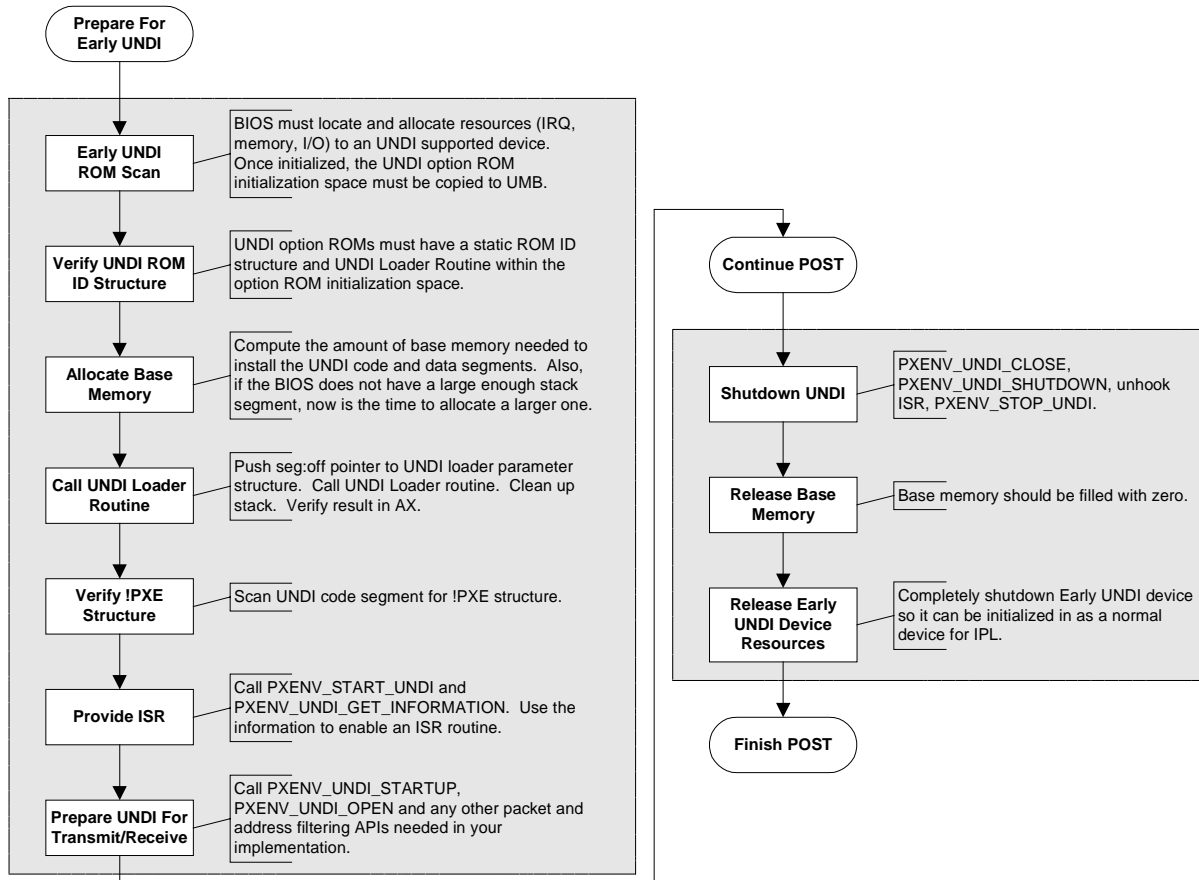 Prepare For
Early UNDI
Early UNDI
ROM Scan
BIOS must locate and allocate resources (IRQ,
memory, I/O) to an UNDI supported device.
Once initialized, the UNDI option ROM
initialization space must be copied to UMB.
Verify UNDI ROM
ID Structure
UNDI option ROMs must have a static ROM ID
structure and UNDI Loader Routine within the
option ROM initialization space.
Allocate Base
Memory
Compute the amount of base memory needed to
install the UNDI code and data segments. Also,
if the BIOS does not have a large enough stack
segment, now is the time to allocate a larger one.
Call UNDI Loader
Routine
Push seg:off pointer to UNDI loader parameter
structure. Call UNDI Loader routine. Clean up
stack. Verify result in AX.
Verify !PXE
Structure
Scan UNDI code segment for !PXE structure.
Provide ISR
Call PXENV_START_UNDI and
PXENV_UNDI_GET_INFORMATION. Use the
information to enable an ISR routine.
Prepare UNDI For
Transmit/Receive
Call PXENV_UNDI_STARTUP,
PXENV_UNDI_OPEN and any other packet and
address filtering APIs needed in your
implementation.
Continue POST
Shutdown UNDI
PXENV_UNDI_CLOSE,
PXENV_UNDI_SHUTDOWN, unhook
ISR, PXENV_STOP_UNDI.
Release Base
Memory
Base memory should be filled with zero.
Release Early
UNDI Device
Resources
Completely shutdown Early UNDI device
so it can be initialized in as a normal
device for IPL.
Finish POST